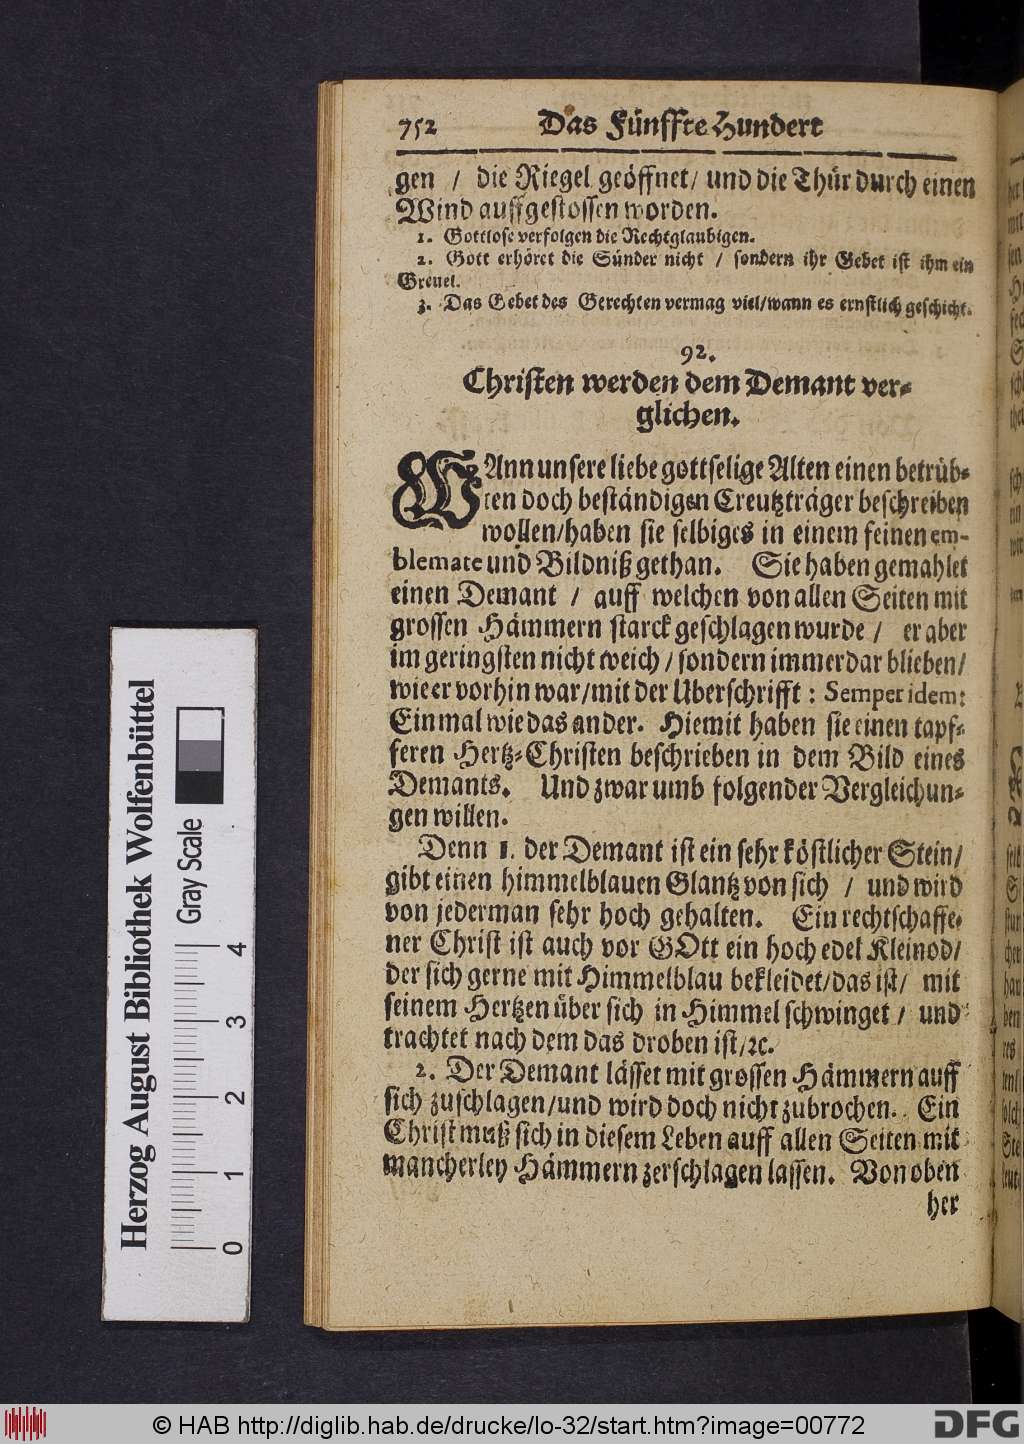 752 Das Fünffte Hundert
gen / die Riegel geöffnet/ und die Thür durch einen
Wind auffgestossen worden.
1. Gottlose verfolgen die Rechtglaubigen.
2. Gott erhöret die Sünder nicht / sondern ihr Gebet ist ihm ein
Greuel.
3. Das Gebet des Gerechten vermag viel/wann es ernstlich geschicht.
92.
Christen werden dem Demant ver-
glichen.
WAnn unsere liebe gottselige Alten einen betrüb-
ten doch beständigen Creutzträger beschreiben
wollen/haben sie selbiges in einem feinen em-
blemate und Bildniß gethan. Sie haben gemahlet
einen Demant / auff welchen von allen Seiten mit
grossen Hämmern starck geschlagen wurde / er aber
im geringsten nicht weich / sondern immerdar blieben/
wie er vorhin war/mit der Uberschrifft : Semper idem:
Einmal wie das ander. Hiemit haben sie einen tapf-
feren Hertz-Christen beschrieben in dem Bild eines
Demants. Und zwar umb folgender Vergleichun-
gen willen.
Denn 1. der Demant ist ein sehr köstlicher Stein/
gibt einen himmelblauen Glantz von sich / und wird
von jederman sehr hoch gehalten. Ein rechtschaffe-
ner Christ ist auch vor GOtt ein hoch edel Kleinod/
der sich gerne mit Himmelblau bekleidet/das ist/ mit
seinem Hertzen über sich in Himmel schwinget / und
trachtet nach dem das droben ist/ꝛc.
2. Der Demant lässet mit grossen Hämmern auff
sich zuschlagen/und wird doch nicht zubrochen. Ein
Christ muß sich in diesem Leben auff allen Seiten mit
mancherley Hämmern zerschlagen lassen. Von oben
her
Herzog August Bibliothek Wolfenbüttel
Gray Scale
0 1 2 3 4
© HAB http://diglib.hab.de/drucke/lo-32/start.htm?image=00772
DFG